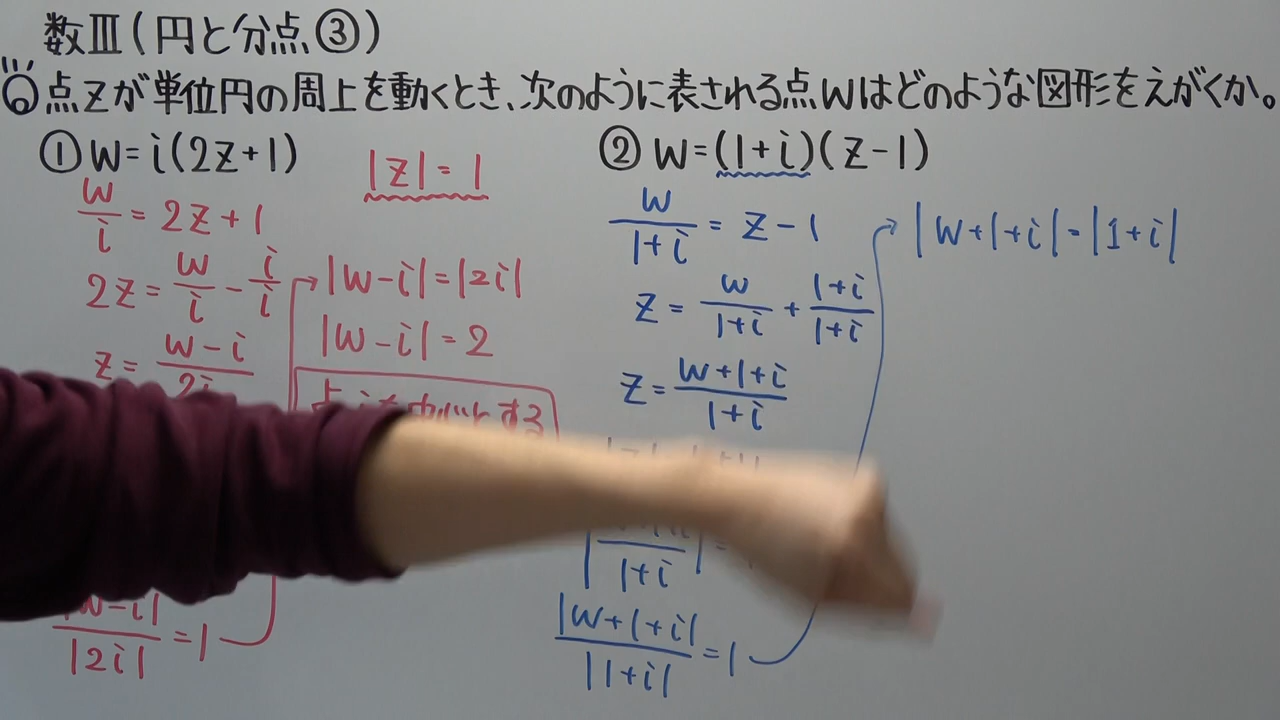 数Ⅲ(円と分点③)
Q 点Zが単位円の周上を動くとき、次のように表される点Wはどのような図形をえがくか。
① W=i(2Z+1)
|Z|=1
W/i = 2Z+1
2Z = W/i - i/i
Z = W-i/2i
|W-i|/|2i| = 1
|W-i|=|2i|
|W-i|=2
する
② W=(1+i)(Z-1)
W/1+i = Z-1
Z = W/1+i + 1+i/1+i
Z = W+1+i/1+i
|W+1+i|/|1+i| = 1
|W+1+i|=|1+i|